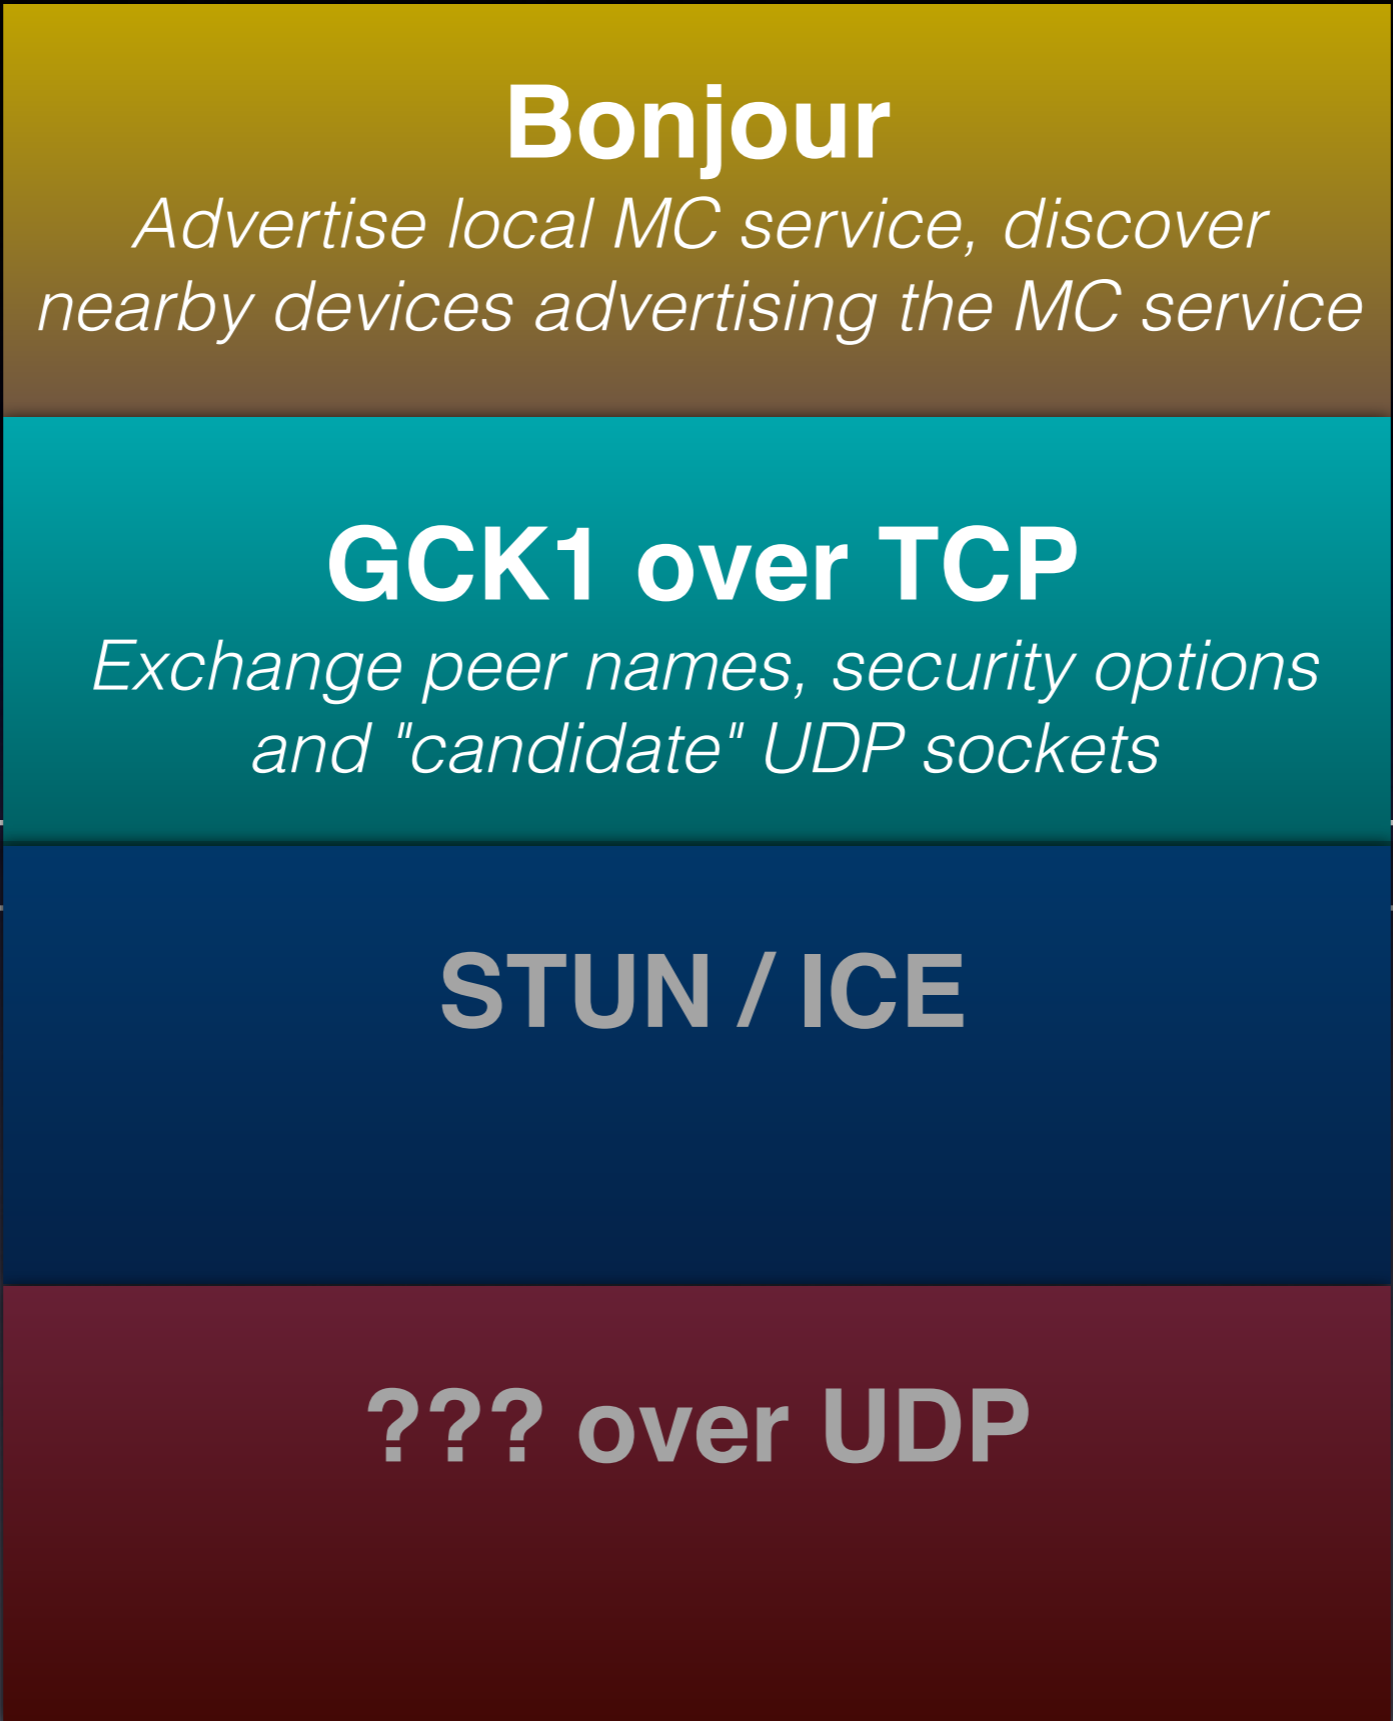 Bonjour
Advertise local MC service, discover
nearby devices advertising the MC service
GCK1 over TCP
Exchange peer names, security options
and "candidate" UDP sockets
STUN / ICE
??? over UDP